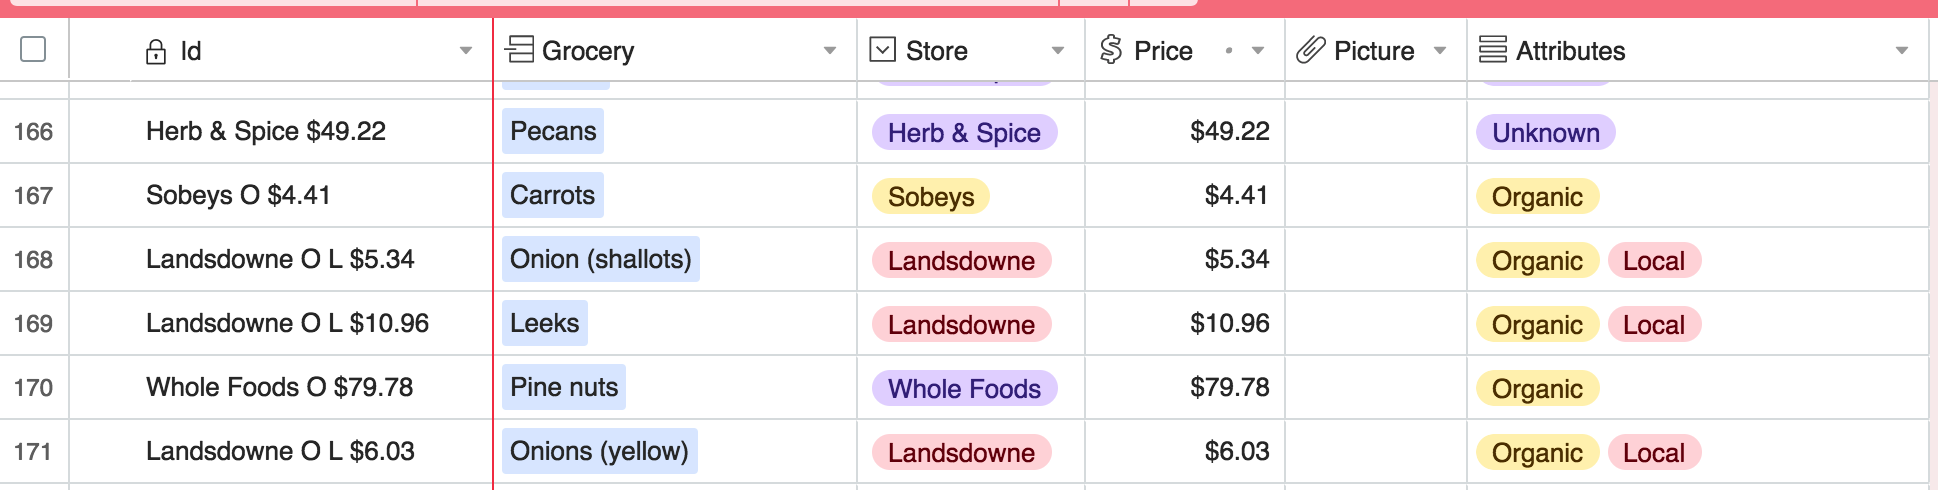 Id Grocery Store Price Picture Attributes
166 Herb & Spice $49.22 Pecans Herb & Spice $49.22 Unknown
167 Sobeys O $4.41 Carrots Sobeys $4.41 Organic
168 Landsdowne O L $5.34 Onion (shallots) Landsdowne $5.34 Organic Local
169 Landsdowne O L $10.96 Leeks Landsdowne $10.96 Organic Local
170 Whole Foods O $79.78 Pine nuts Whole Foods $79.78 Organic
171 Landsdowne O L $6.03 Onions (yellow) Landsdowne $6.03 Organic Local